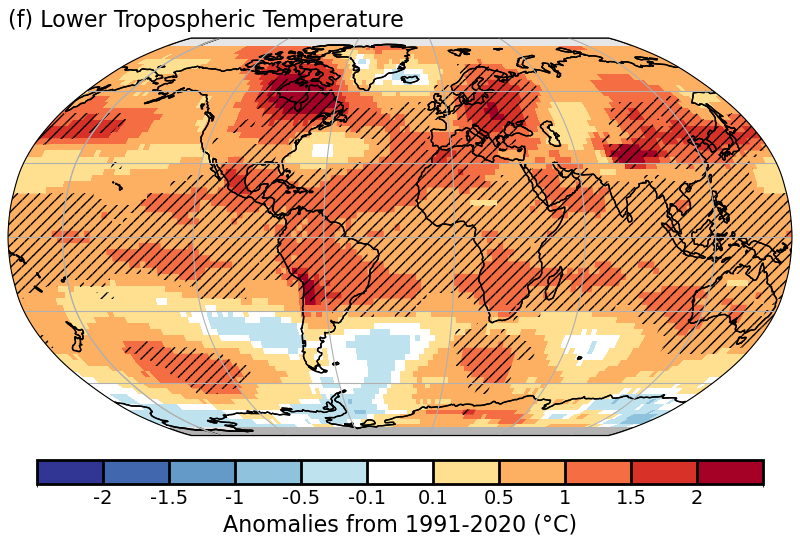 (f) Lower Tropospheric Temperature
-2 -1.5 -1 -0.5 -0.1 0.1 0.5 1 1.5 2
Anomalies from 1991-2020 (°C)